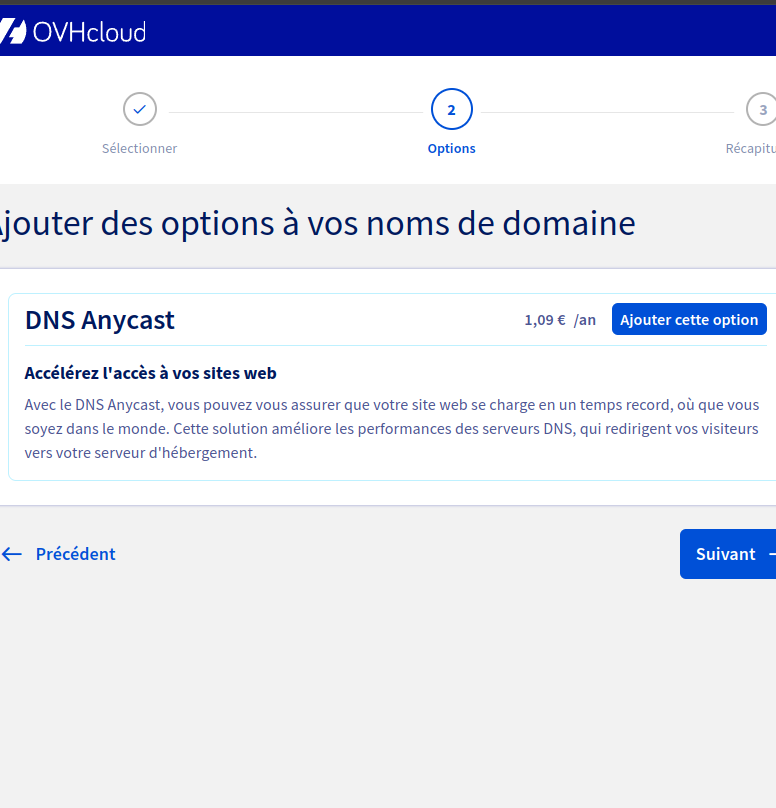 OVHcloud
2
3
Sélectionner
Options
Récapitu
Ajouter des options à vos noms de domaine
DNS Anycast
1,09 € /an
Ajouter cette option
Accélérez l'accès à vos sites web
Avec le DNS Anycast, vous pouvez vous assurer que votre site web se charge en un temps record, où que vous
soyez dans le monde. Cette solution améliore les performances des serveurs DNS, qui redirigent vos visiteurs
vers votre serveur d'hébergement.
Précédent
Suivant